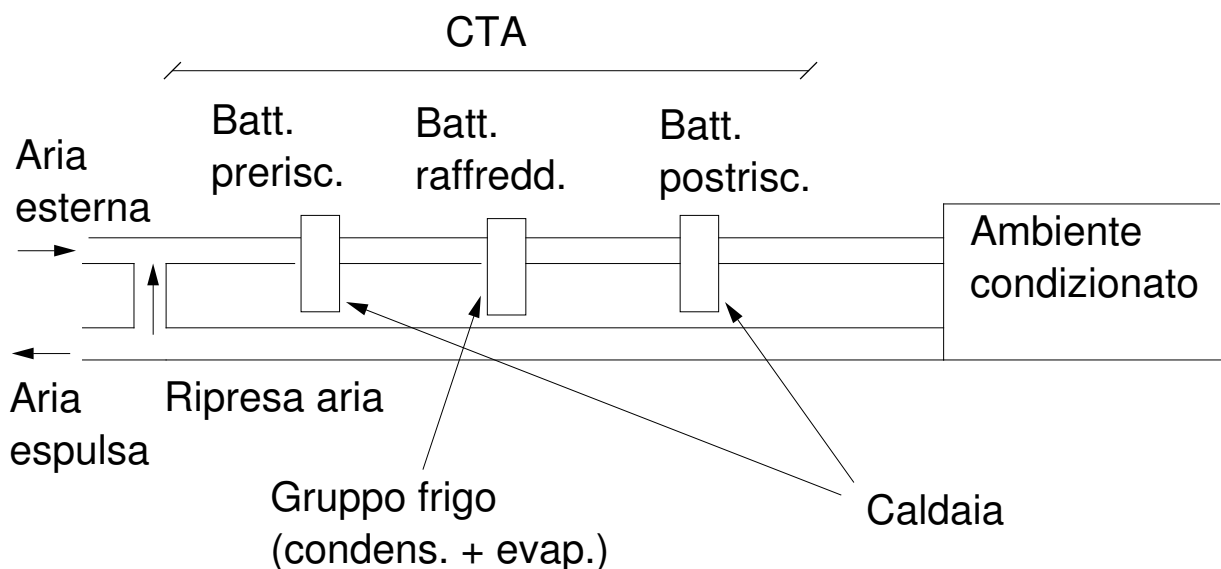 CTA
Batt.
prerisc.
Batt.
raffredd.
Batt.
postrisc.
Aria
esterna
Ambiente
condizionato
Aria
espulsa
Ripresa aria
Gruppo frigo
(condens. + evap.)
Caldaia